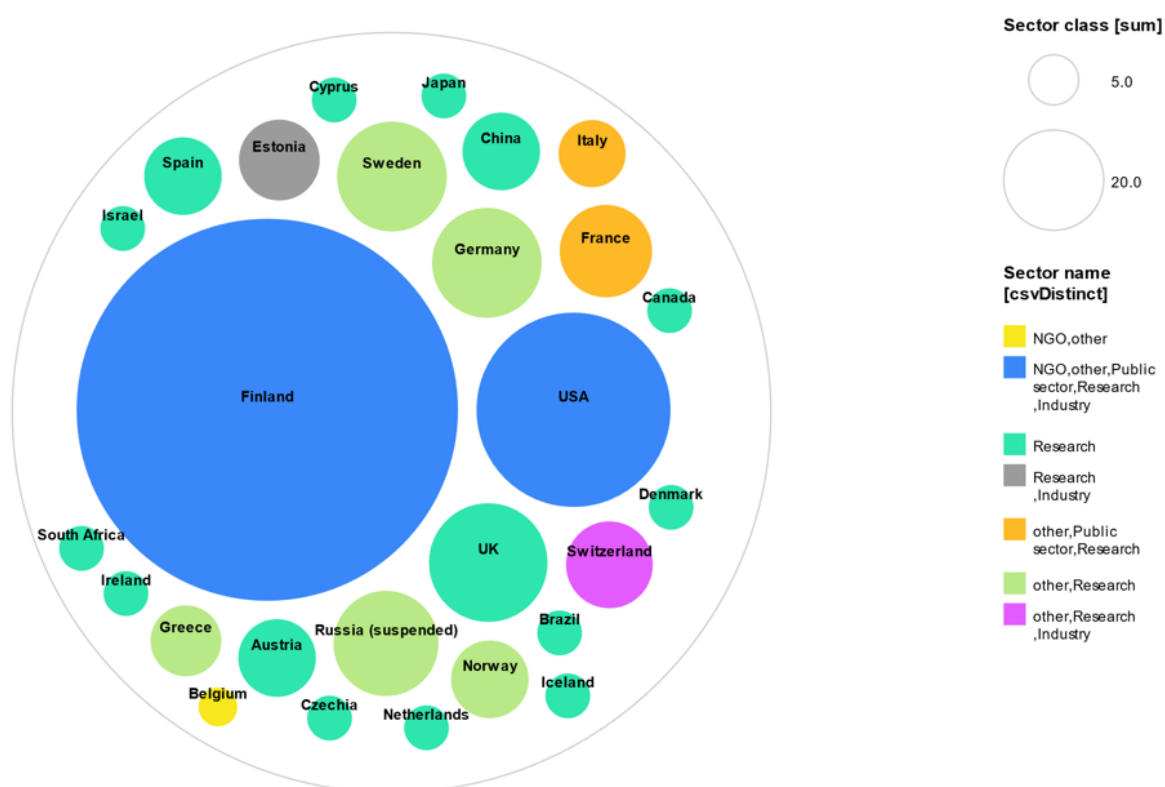 Sector class [sum]
5.0
20.0
Sector name
[csvDistinct]
NGO,other
NGO,other,Public
sector,Research
,Industry
Research
Research
,Industry
other,Public
sector,Research
other,Research
other,Research
,Industry
Cyprus
Japan
Estonia
Sweden
China
Italy
Spain
Israel
Germany
France
Canada
Finland
USA
Denmark
South Africa
UK
Switzerland
Ireland
Greece
Austria
Russia (suspended)
Brazil
Norway
Belgium
Czechia
Netherlands
Iceland